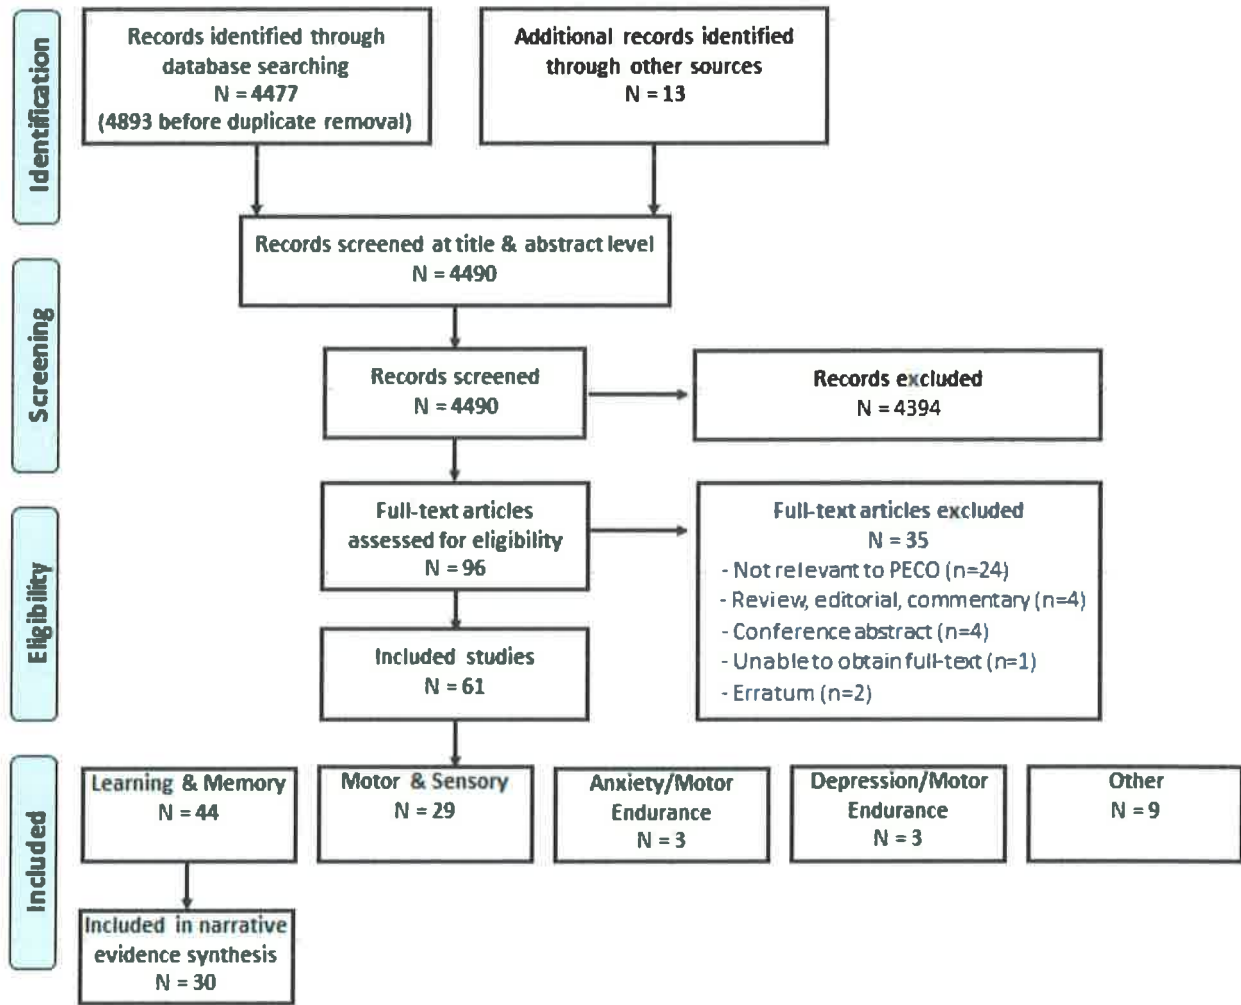 Identification
Records identified through
database searching
N = 4477
(4893 before duplicate removal)
Additional records identified
through other sources
N = 13
Records screened at title & abstract level
N = 4490
Screening
Records screened
N = 4490
Records excluded
N = 4394
Eligibility
Full-text articles
assessed for eligibility
N = 96
Full-text articles excluded
N = 35
- Not relevant to PECO (n=24)
- Review, editorial, commentary (n=4)
- Conference abstract (n=4)
- Unable to obtain full-text (n=1)
- Erratum (n=2)
Included studies
N = 61
Included
Learning & Memory
N = 44
Motor & Sensory
N = 29
Anxiety/Motor
Endurance
N = 3
Depression/Motor
Endurance
N = 3
Other
N = 9
Included in narrative
evidence synthesis
N = 30